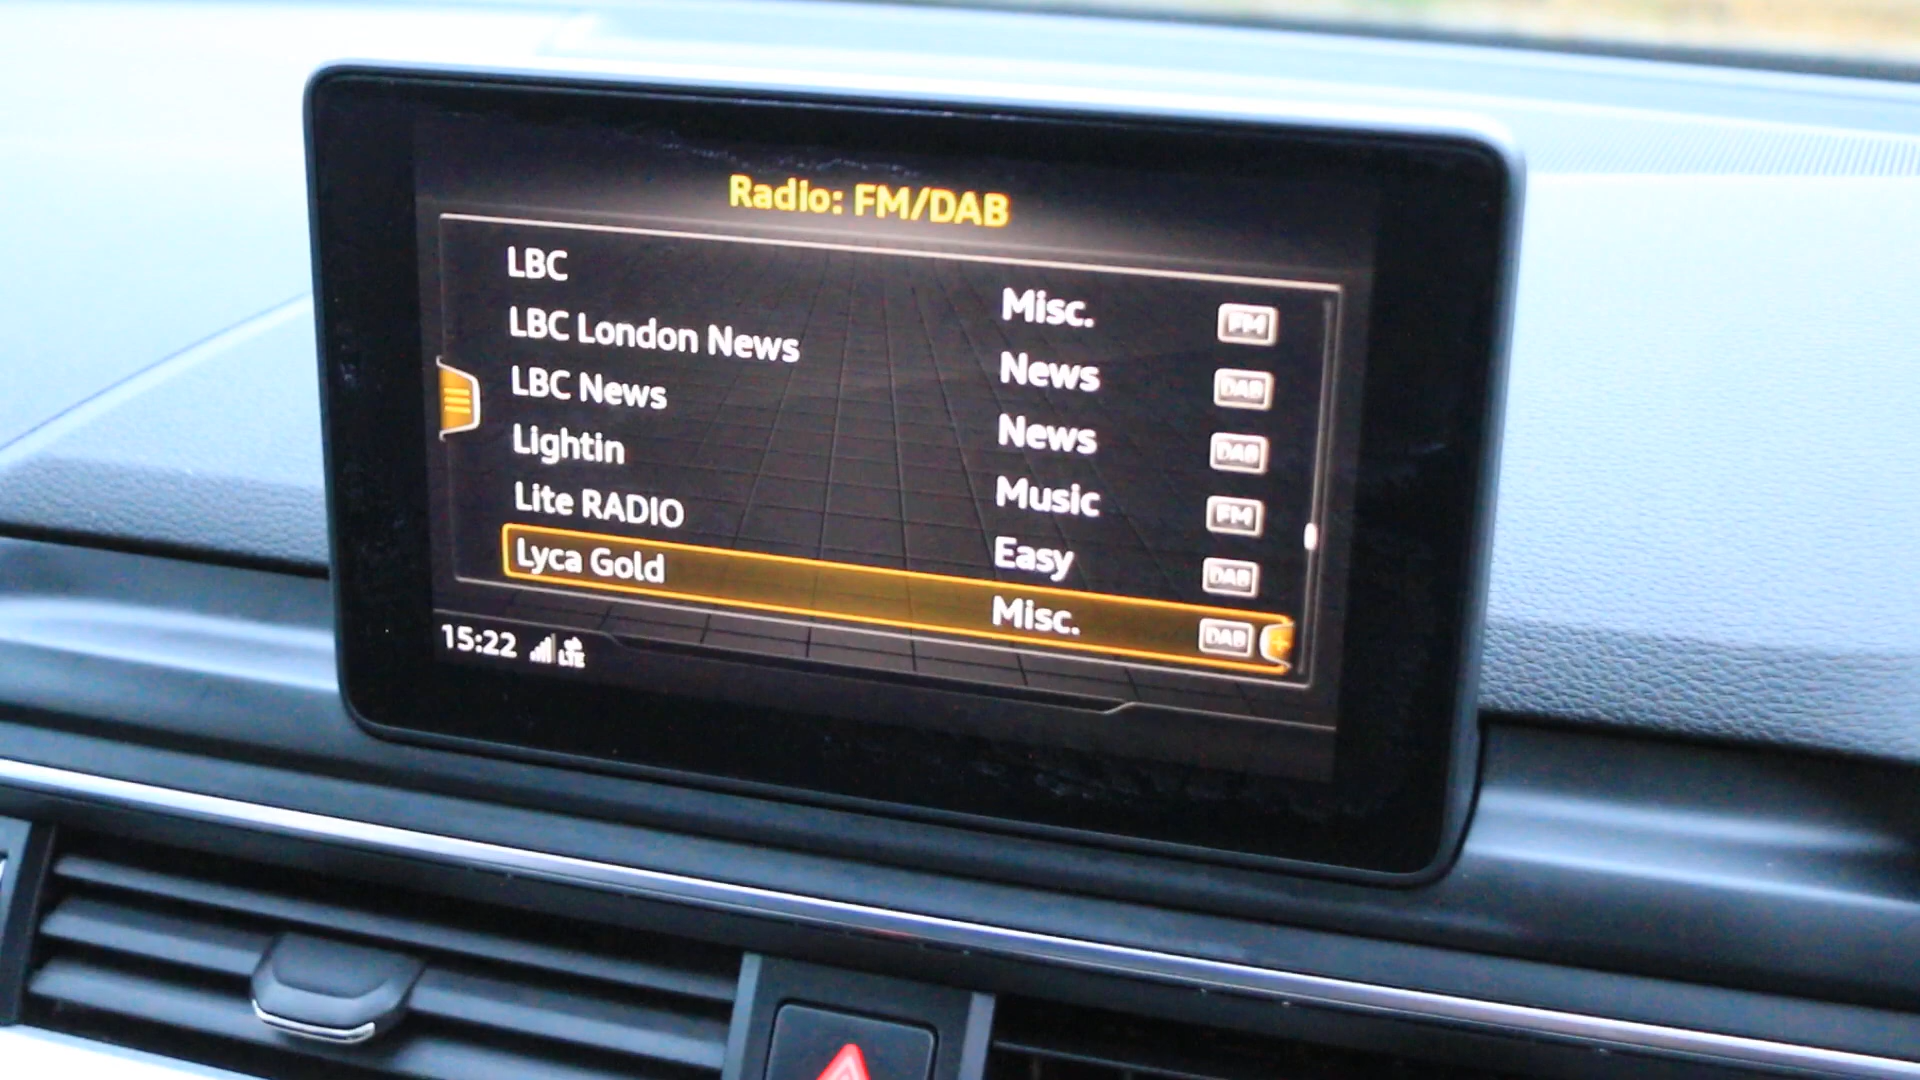 Radio: FM/DAB
LBC Misc. FM
LBC London News News DAB
LBC News News DAB
Lightin Music FM
Lite RADIO Easy DAB
Lyca Gold Misc. DAB
15:22 LTE